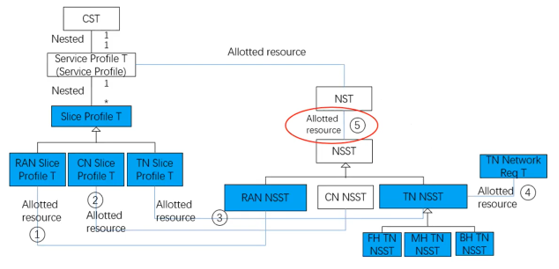 CST
Nested
1
1
Service Profile T
(Service Profile)
Allotted resource
Nested
1
*
Slice Profile T
NST
Allotted
resource
⑤
NSST
RAN Slice
Profile T
CN Slice
Profile T
TN Slice
Profile T
TN Network
Req T
RAN NSST
CN NSST
TN NSST
Allotted
resource
④
Allotted
resource
①
②
Allotted
resource
Allotted
resource
③
FH TN
NSST
MH TN
NSST
BH TN
NSST